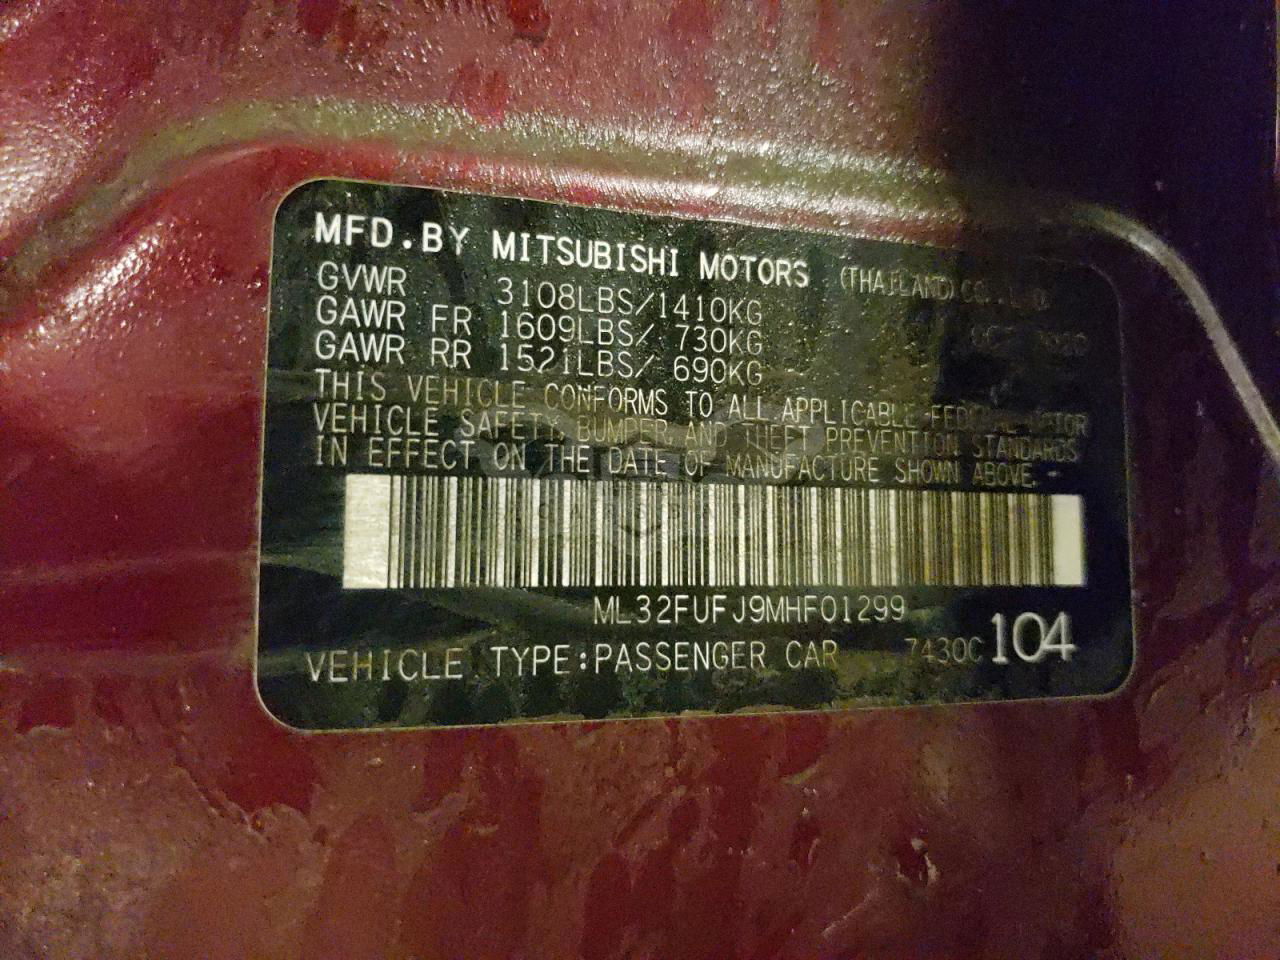 MFD.BY MITSUBISHI MOTORS (THAILAND)CO.,LTD
GVWR 3108LBS/1410KG
GAWR FR 1609LBS/ 730KG
GAWR RR 1521LBS/ 690KG
THIS VEHICLE CONFORMS TO ALL APPLICABLE FEDERAL MOTOR
VEHICLE SAFETY, BUMPER AND THEFT PREVENTION STANDARDS
IN EFFECT ON THE DATE OF MANUFACTURE SHOWN ABOVE.
ML32FUFJ9MHF01299
VEHICLE TYPE:PASSENGER CAR 7430C 104